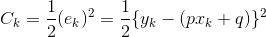 C_k = \frac{1}{2}(e_k)^2 = \frac{1}{2}\{y_k - (px_k + q)\}^2